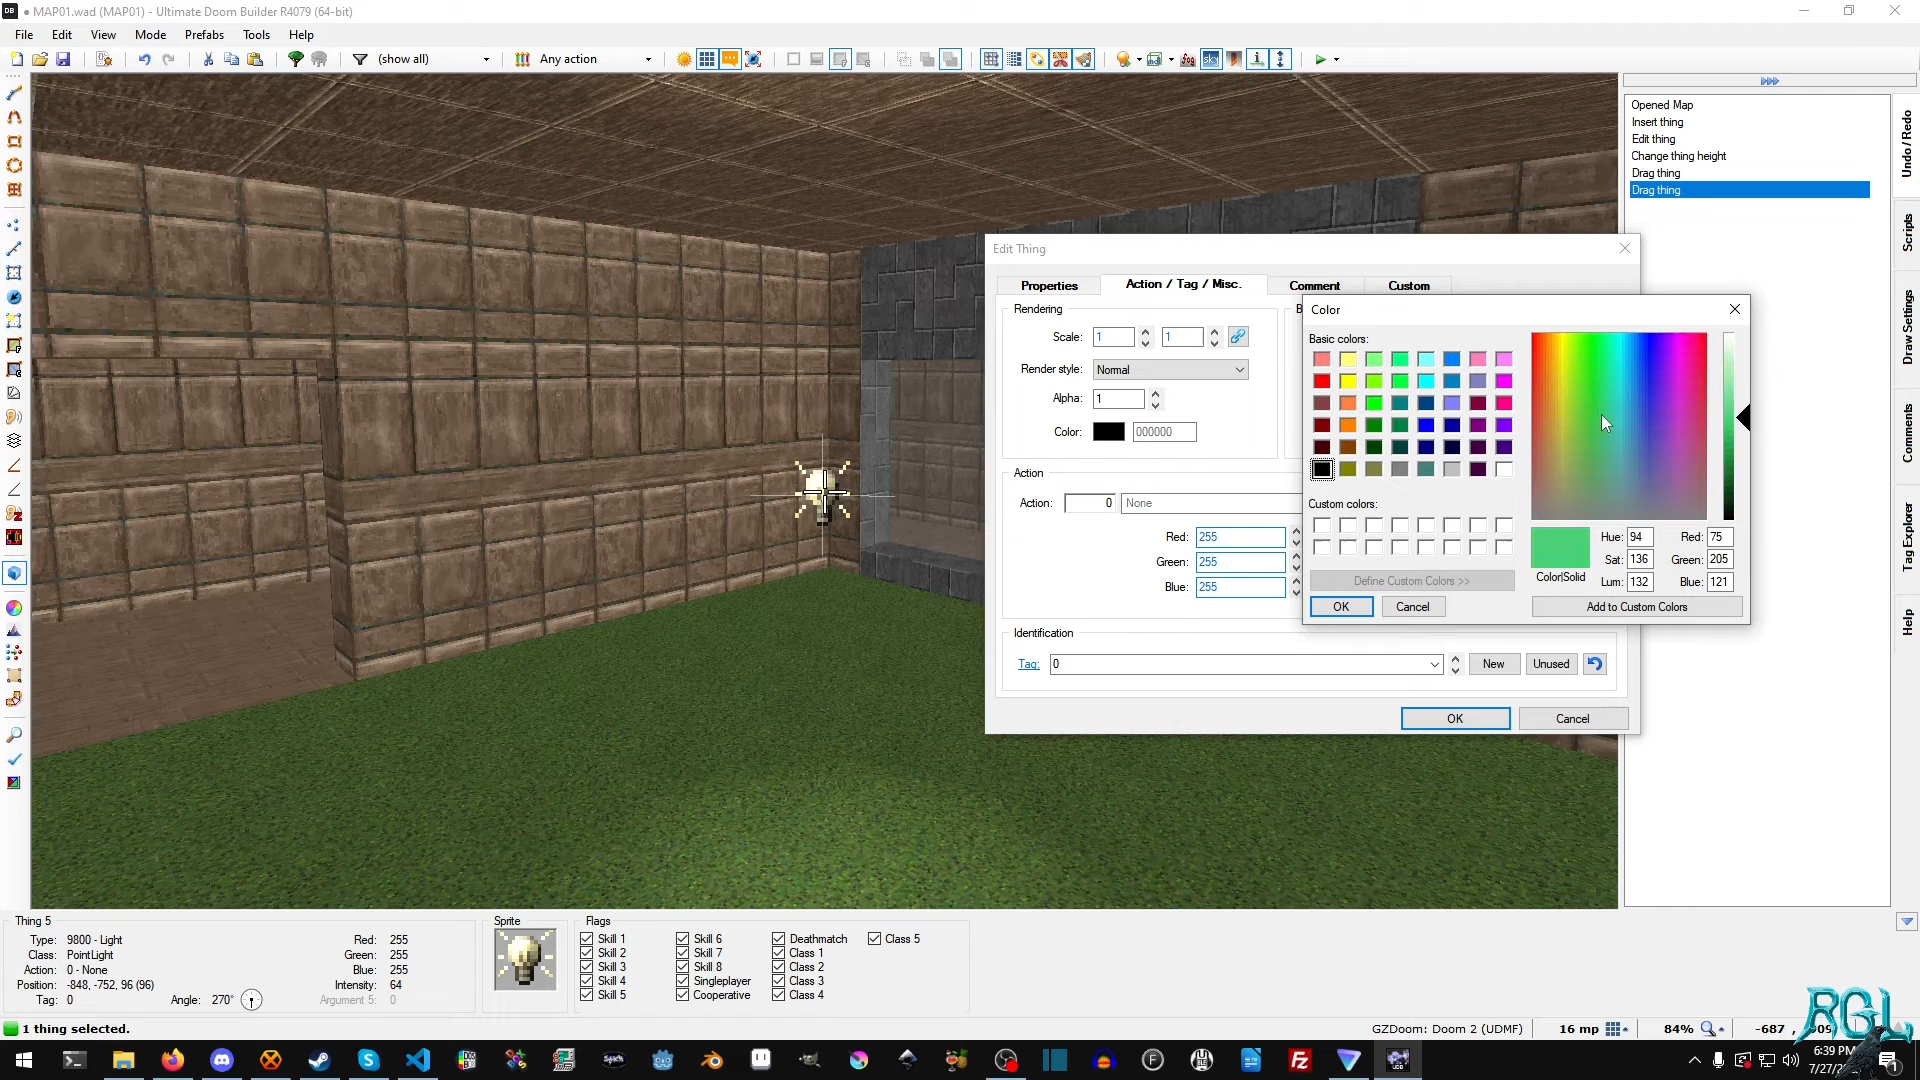 MAP01.wad (MAP01) - Ultimate Doom Builder R4079 (64-bit)
File Edit View Mode Prefabs Tools Help
(show all) Any action
Opened Map
Insert thing
Edit thing
Change thing height
Drag thing
Drag thing
Undo / Redo
Scripts
Draw Settings
Comments
Tag Explorer
Help
Edit Thing
Properties Action / Tag / Misc. Comment Custom
Rendering
Scale: 1 1
Render style: Normal
Alpha: 1
Color: 000000
Action
Action: 0 None
Red: 255
Green: 255
Blue: 255
Identification
Tag: 0 New Unused
OK Cancel
Color
Basic colors:
Custom colors:
Define Custom Colors >>
OK Cancel
Color|Solid
Hue: 94 Red: 75
Sat: 136 Green: 205
Lum: 132 Blue: 121
Add to Custom Colors
Thing 5
Type: 9800 - Light Red: 255
Class: PointLight Green: 255
Action: 0 - None Blue: 255
Position: -848, -752, 96 (96) Intensity: 64
Tag: 0 Angle: 270° Argument 5: 0
Sprite
Flags
Skill 1 Skill 6 Deathmatch Class 5
Skill 2 Skill 7 Class 1
Skill 3 Skill 8 Class 2
Skill 4 Singleplayer Class 3
Skill 5 Cooperative Class 4
1 thing selected.
GZDoom: Doom 2 (UDMF) 16 mp 84% -687 ,
RGL
6:39 PM